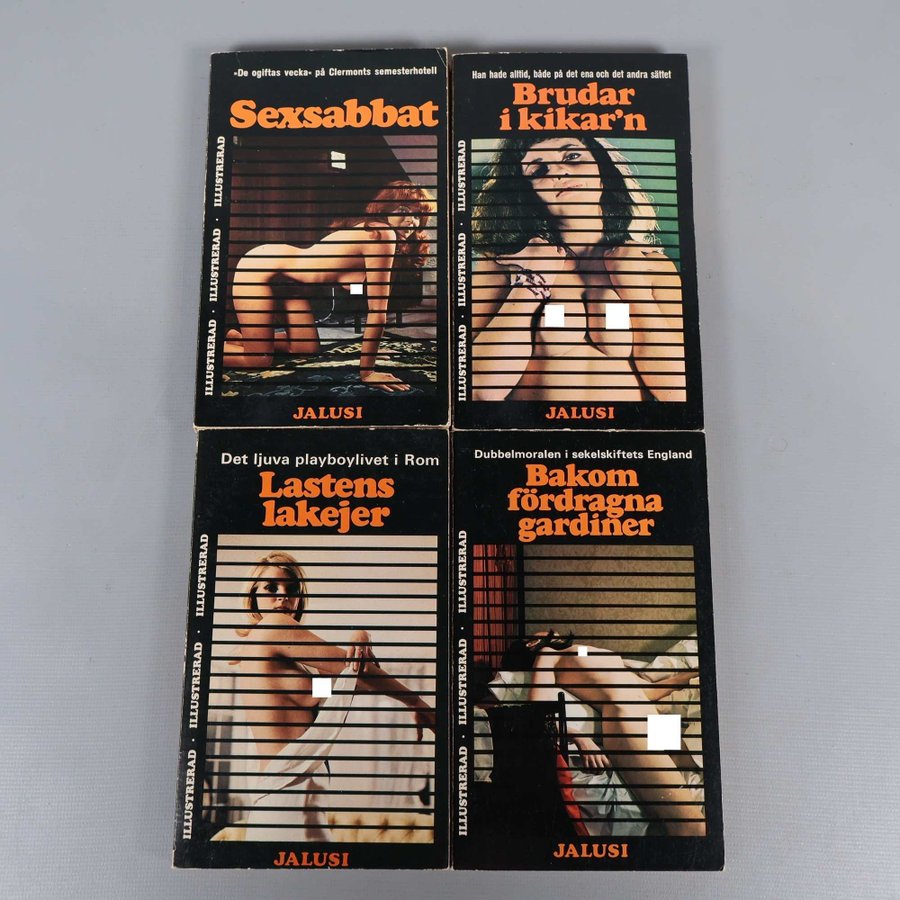 »De ogiftas vecka» på Clermonts semesterhotell
Sexsabbat
ILLUSTRERAD · ILLUSTRERAD · ILLUSTRERAD
JALUSI
Han hade alltid, både på det ena och det andra sättet
Brudar
i kikar'n
ILLUSTRERAD · ILLUSTRERAD · ILLUSTRERAD
JALUSI
Det ljuva playboylivet i Rom
Lastens
lakejer
ILLUSTRERAD · ILLUSTRERAD · ILLUSTRERAD
JALUSI
Dubbelmoralen i sekelskiftets England
Bakom
fördragna
gardiner
ILLUSTRERAD · ILLUSTRERAD · ILLUSTRERAD
JALUSI